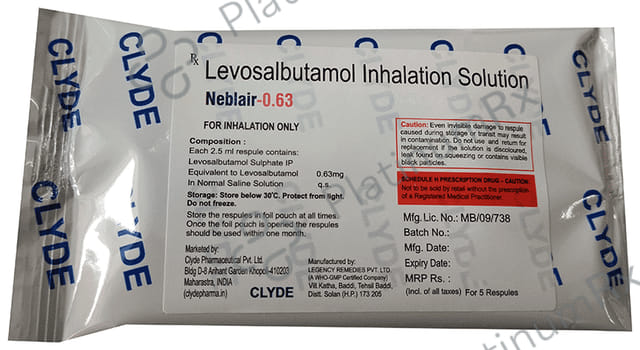 CLYDE
CLYDE
CLYDE
CLYDE
CLYDE
Rx Levosalbutamol Inhalation Solution
Neblair-0.63
FOR INHALATION ONLY
Composition :
Each 2.5 ml respule contains:
Levosalbutamol Sulphate IP
Equivalent to Levosalbutamol 0.63mg
In Normal Saline Solution q.s.
Storage: Store below 30°C. Protect from light.
Do not freeze.
Store the respules in foil pouch at all times.
Once the foil pouch is opened the respules
should be used within one month.
Marketed by:
Clyde Pharmaceutical Pvt. Ltd.
Bldg D-8 Arihant Garden Khopoli-410203
Maharastra, INDIA
(clydepharma.in)
CLYDE
Manufactured by:
LEGENCY REMEDIES PVT. LTD
(A WHO-GMP Certified Company)
Vill. Katha, Baddi, Tehsil Baddi,
Distt. Solan (H.P.) 173 205
Caution: Even invisible damage to respule
caused during storage or transit may result
in contamination. Do not use and return for
replacement if the solution is discoloured,
leak found on squeezing or contains visible
black particles.
SCHEDULE H PRESCRIPTION DRUG - CAUTION
Not to be sold by retail without the prescription
of a Registered Medical Practitioner.
Mfg. Lic. No.: MB/09/738
Batch No.:
Mfg. Date:
Expiry Date:
MRP Rs. :
(Incl. of all taxes) For 5 Respules
CLYDE
CLYDE